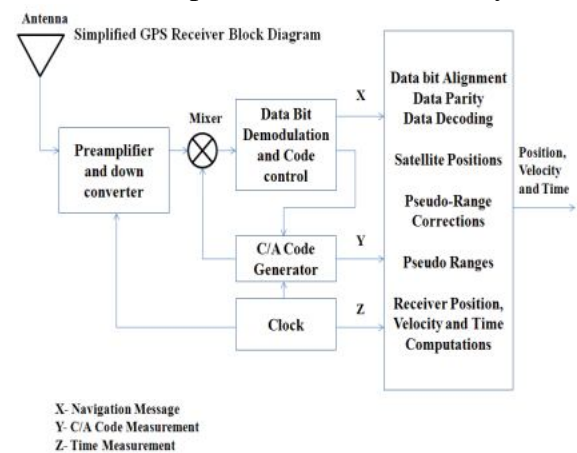 Antenna
Simplified GPS Receiver Block Diagram
Preamplifier
and down
converter
Mixer
Data Bit
Demodulation
and Code
control
C/A Code
Generator
Clock
X
Y
Z
Data bit Alignment
Data Parity
Data Decoding
Satellite Positions
Pseudo-Range
Corrections
Pseudo Ranges
Receiver Position,
Velocity and Time
Computations
Position,
Velocity
and Time
X- Navigation Message
Y- C/A Code Measurement
Z- Time Measurement